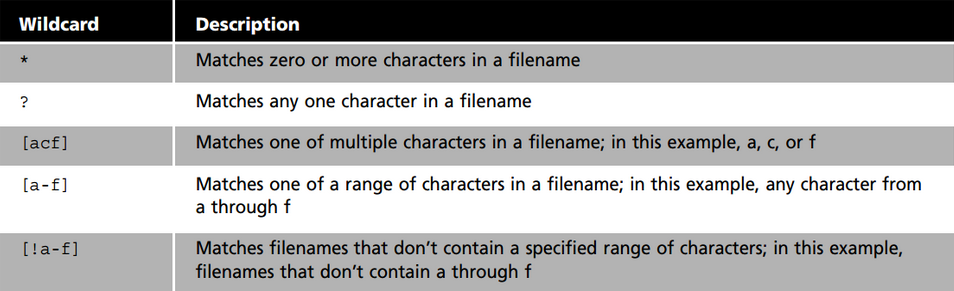 Wildcard Description
* Matches zero or more characters in a filename
? Matches any one character in a filename
[acf] Matches one of multiple characters in a filename; in this example, a, c, or f
[a-f] Matches one of a range of characters in a filename; in this example, any character from
a through f
[!a-f] Matches filenames that don’t contain a specified range of characters; in this example,
filenames that don’t contain a through f